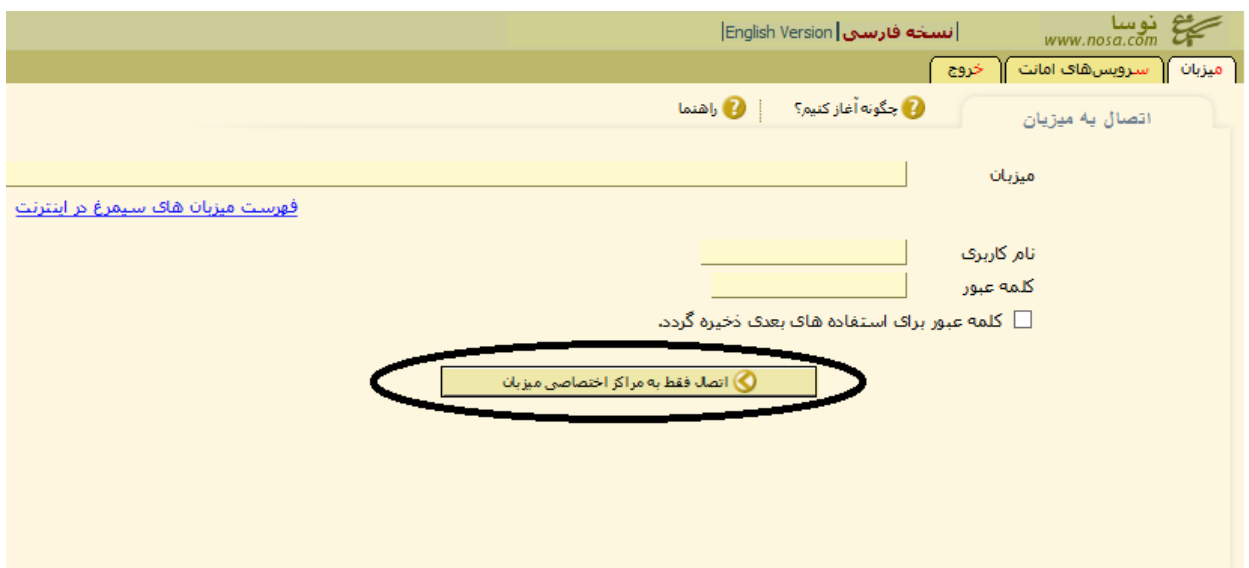 نوسا
www.nosa.com
|نسخه فارسی|English Version|
میزبان
سرویس‌های امانت
خروج
اتصال به میزبان
چگونه آغاز کنیم؟
راهنما
میزبان
فهرست میزبان های سیمرغ در اینترنت
نام کاربری
کلمه عبور
کلمه عبور برای استفاده های بعدی ذخیره گردد.
اتصال فقط به مراکز اختصاصی میزبان